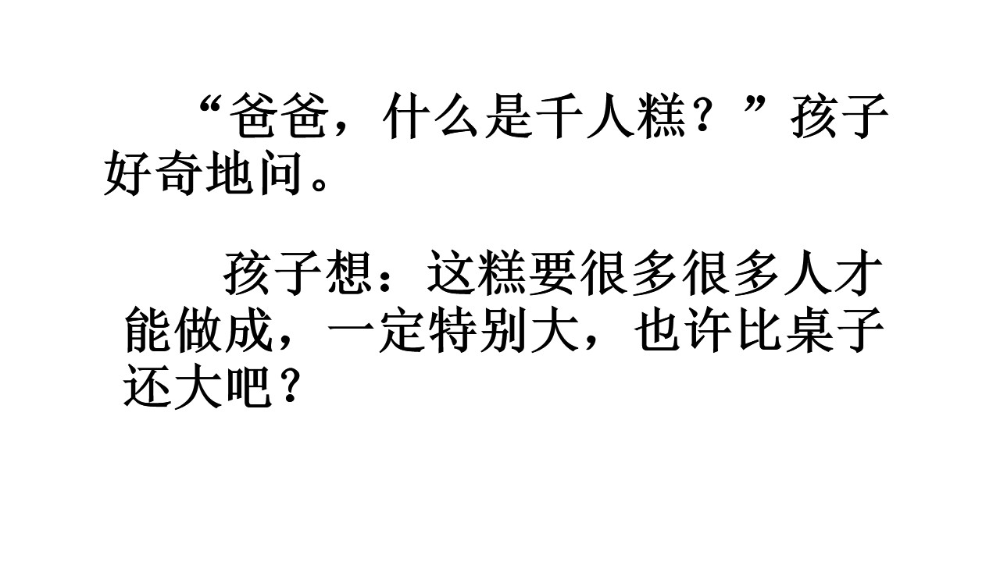 “爸爸，什么是千人糕？”孩子
好奇地问。
孩子想：这糕要很多很多人才
能做成，一定特别大，也许比桌子
还大吧？